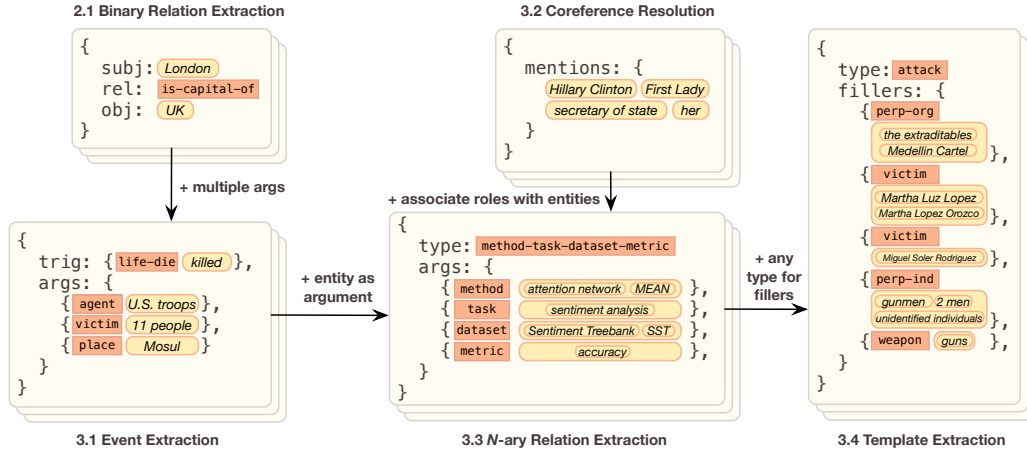 2.1 Binary Relation Extraction
{
subj: London
rel: is-capital-of
obj: UK
}
+ multiple args
3.2 Coreference Resolution
{
mentions: {
Hillary Clinton First Lady
secretary of state her
}
}
+ associate roles with entities
{
trig: {life-die killed},
args: {
{agent U.S. troops},
{victim 11 people},
{place Mosul}
}
}
3.1 Event Extraction
+ entity as
argument
{
type: method-task-dataset-metric
args: {
{method attention network MEAN},
{task sentiment analysis},
{dataset Sentiment Treebank SST},
{metric accuracy},
}
}
3.3 N-ary Relation Extraction
+ any
type for
fillers
{
type: attack
fillers: {
{perp-org
the extraditables
Medellin Cartel},
{victim
Martha Luz Lopez
Martha Lopez Orozco},
{victim
Miguel Soler Rodriguez},
{perp-ind
gunmen 2 men
unidentified individuals},
{weapon guns},
}
}
3.4 Template Extraction